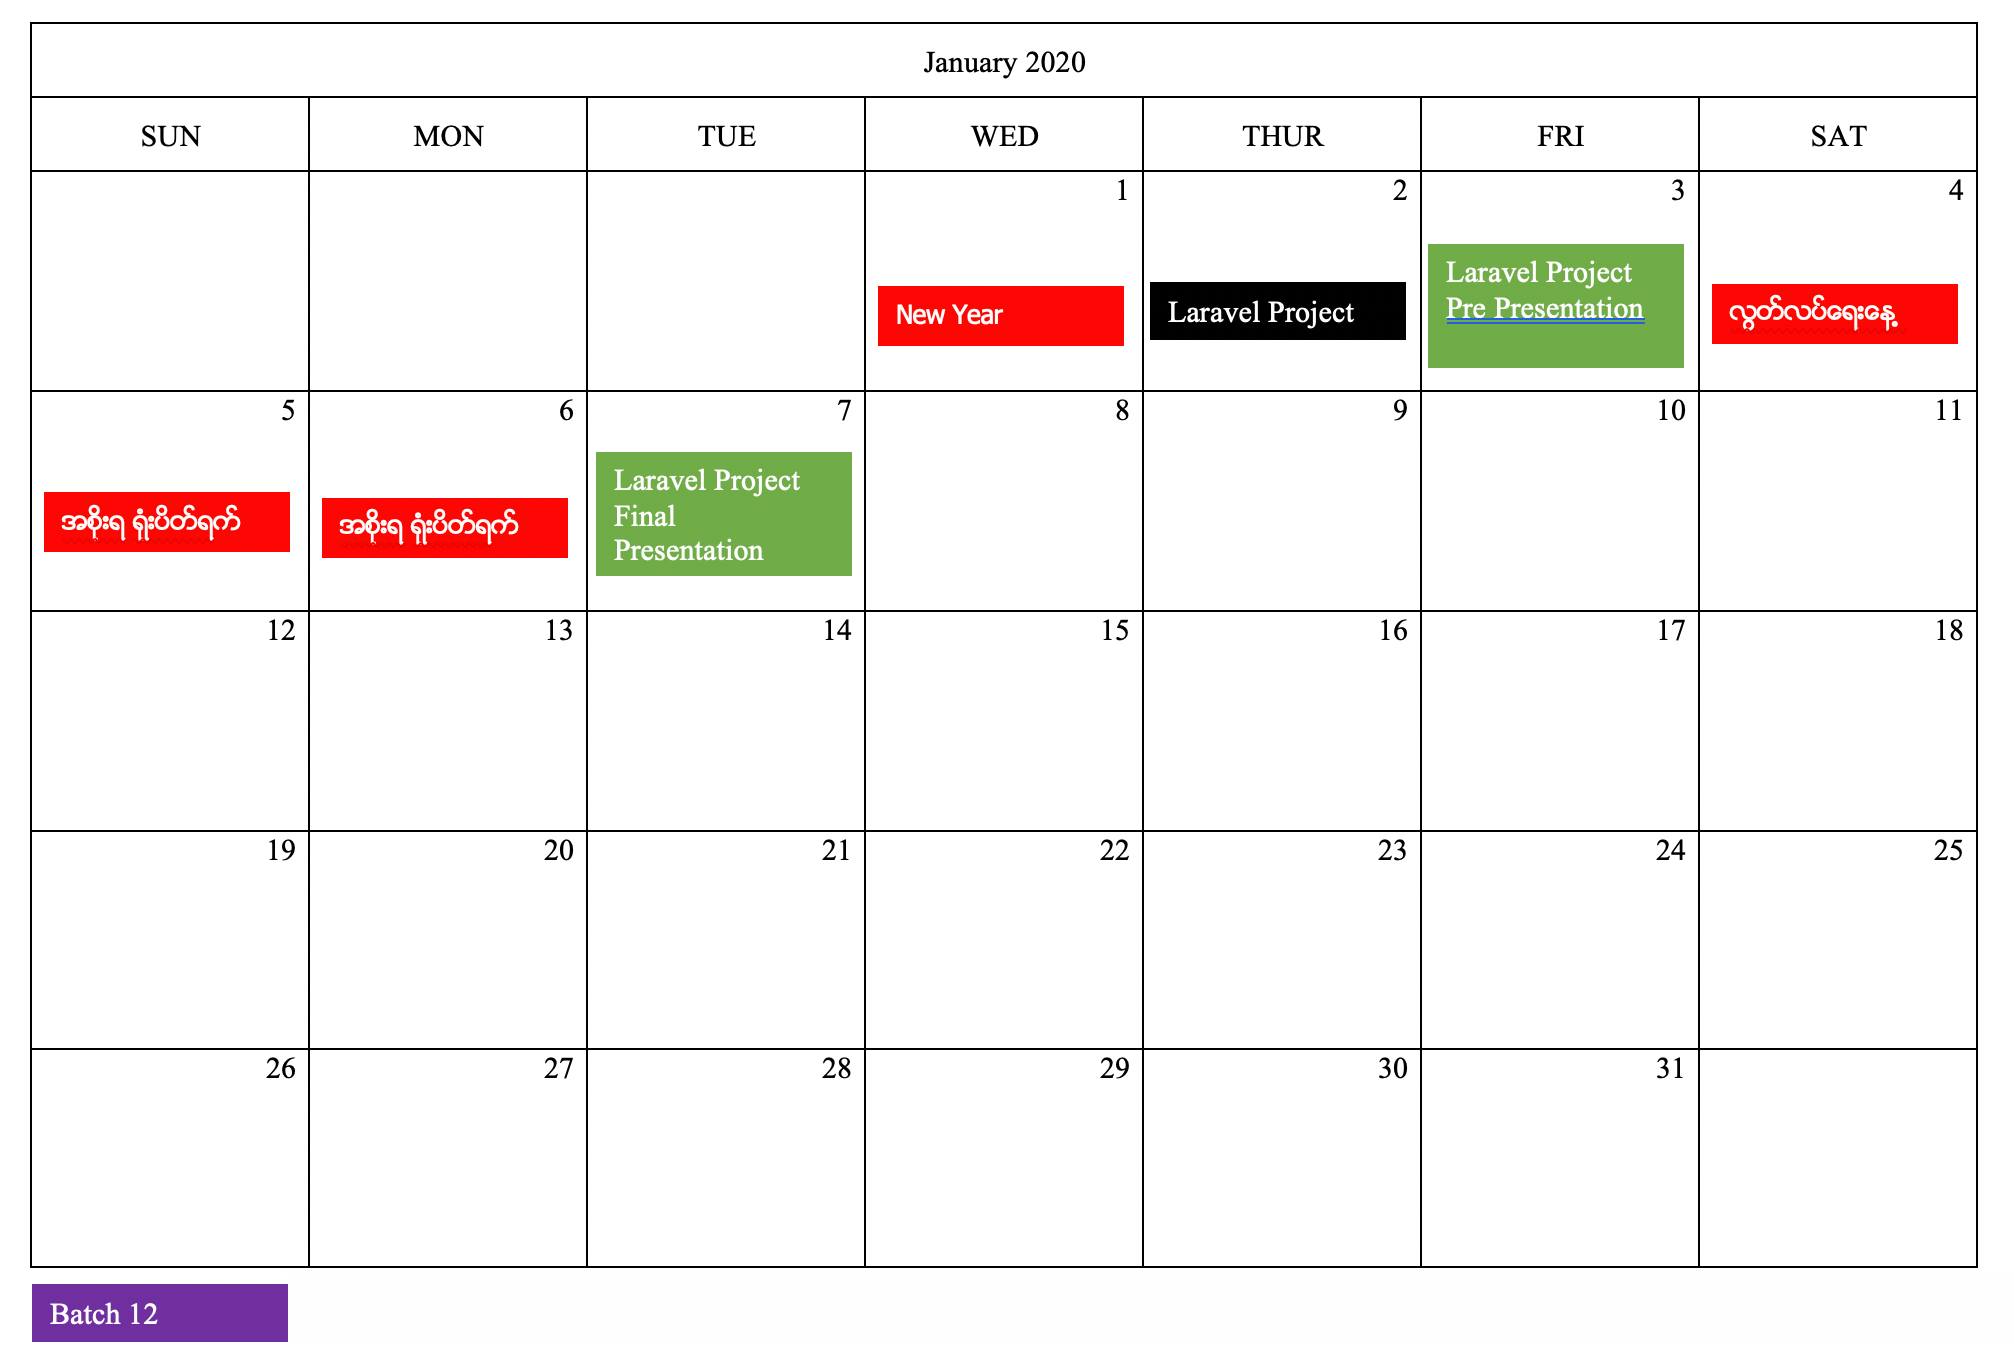 January 2020
SUN MON TUE WED THUR FRI SAT
1 2 3 4
New Year
Laravel Project
Laravel Project
Pre Presentation
လွတ်လပ်ရေးနေ့
5 6 7 8 9 10 11
အစိုးရ ရုံးပိတ်ရက်
အစိုးရ ရုံးပိတ်ရက်
Laravel Project
Final
Presentation
12 13 14 15 16 17 18
19 20 21 22 23 24 25
26 27 28 29 30 31
Batch 12